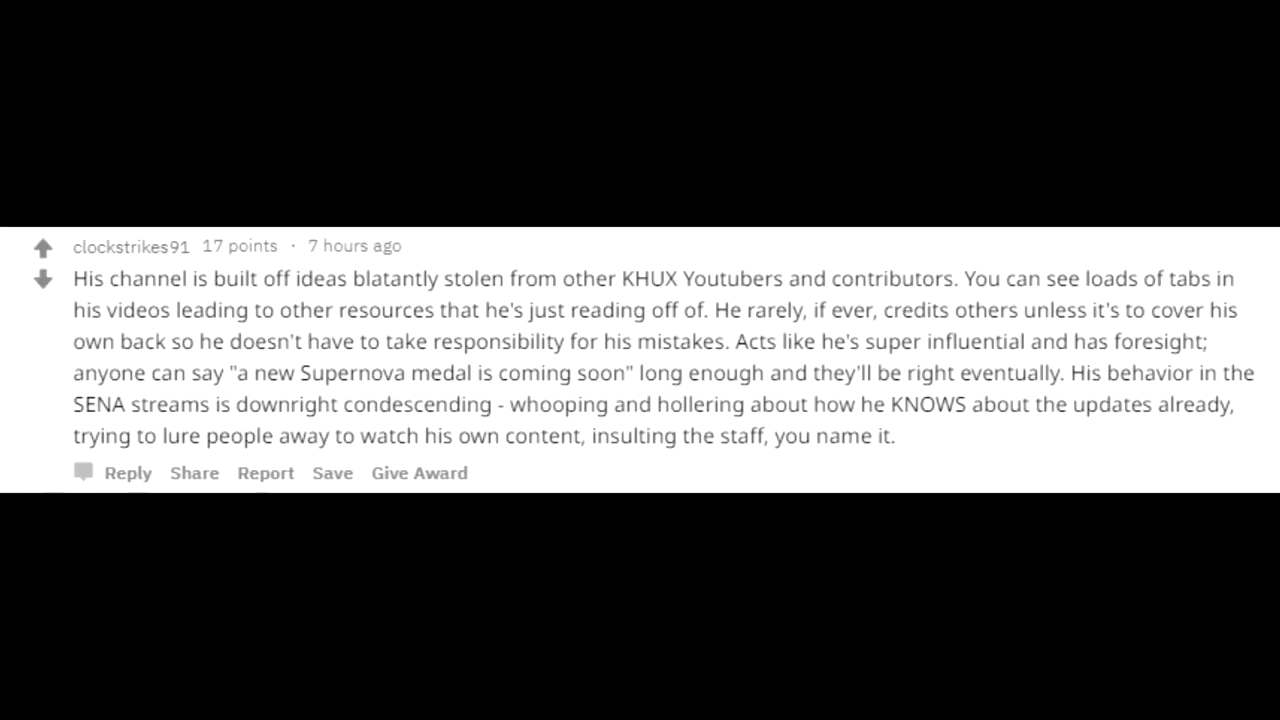 clockstrikes91 17 points · 7 hours ago
His channel is built off ideas blatantly stolen from other KHUX Youtubers and contributors. You can see loads of tabs in
his videos leading to other resources that he's just reading off of. He rarely, if ever, credits others unless it's to cover his
own back so he doesn't have to take responsibility for his mistakes. Acts like he's super influential and has foresight;
anyone can say "a new Supernova medal is coming soon" long enough and they'll be right eventually. His behavior in the
SENA streams is downright condescending - whooping and hollering about how he KNOWS about the updates already,
trying to lure people away to watch his own content, insulting the staff, you name it.
Reply Share Report Save Give Award